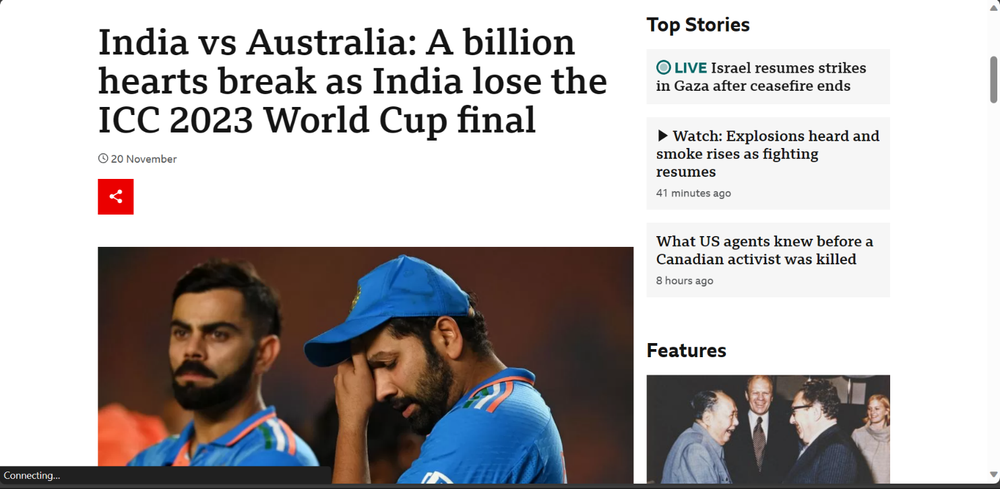 India vs Australia: A billion
hearts break as India lose the
ICC 2023 World Cup final
20 November
Top Stories
LIVE Israel resumes strikes
in Gaza after ceasefire ends
Watch: Explosions heard and
smoke rises as fighting
resumes
41 minutes ago
What US agents knew before a
Canadian activist was killed
8 hours ago
Features
Connecting...